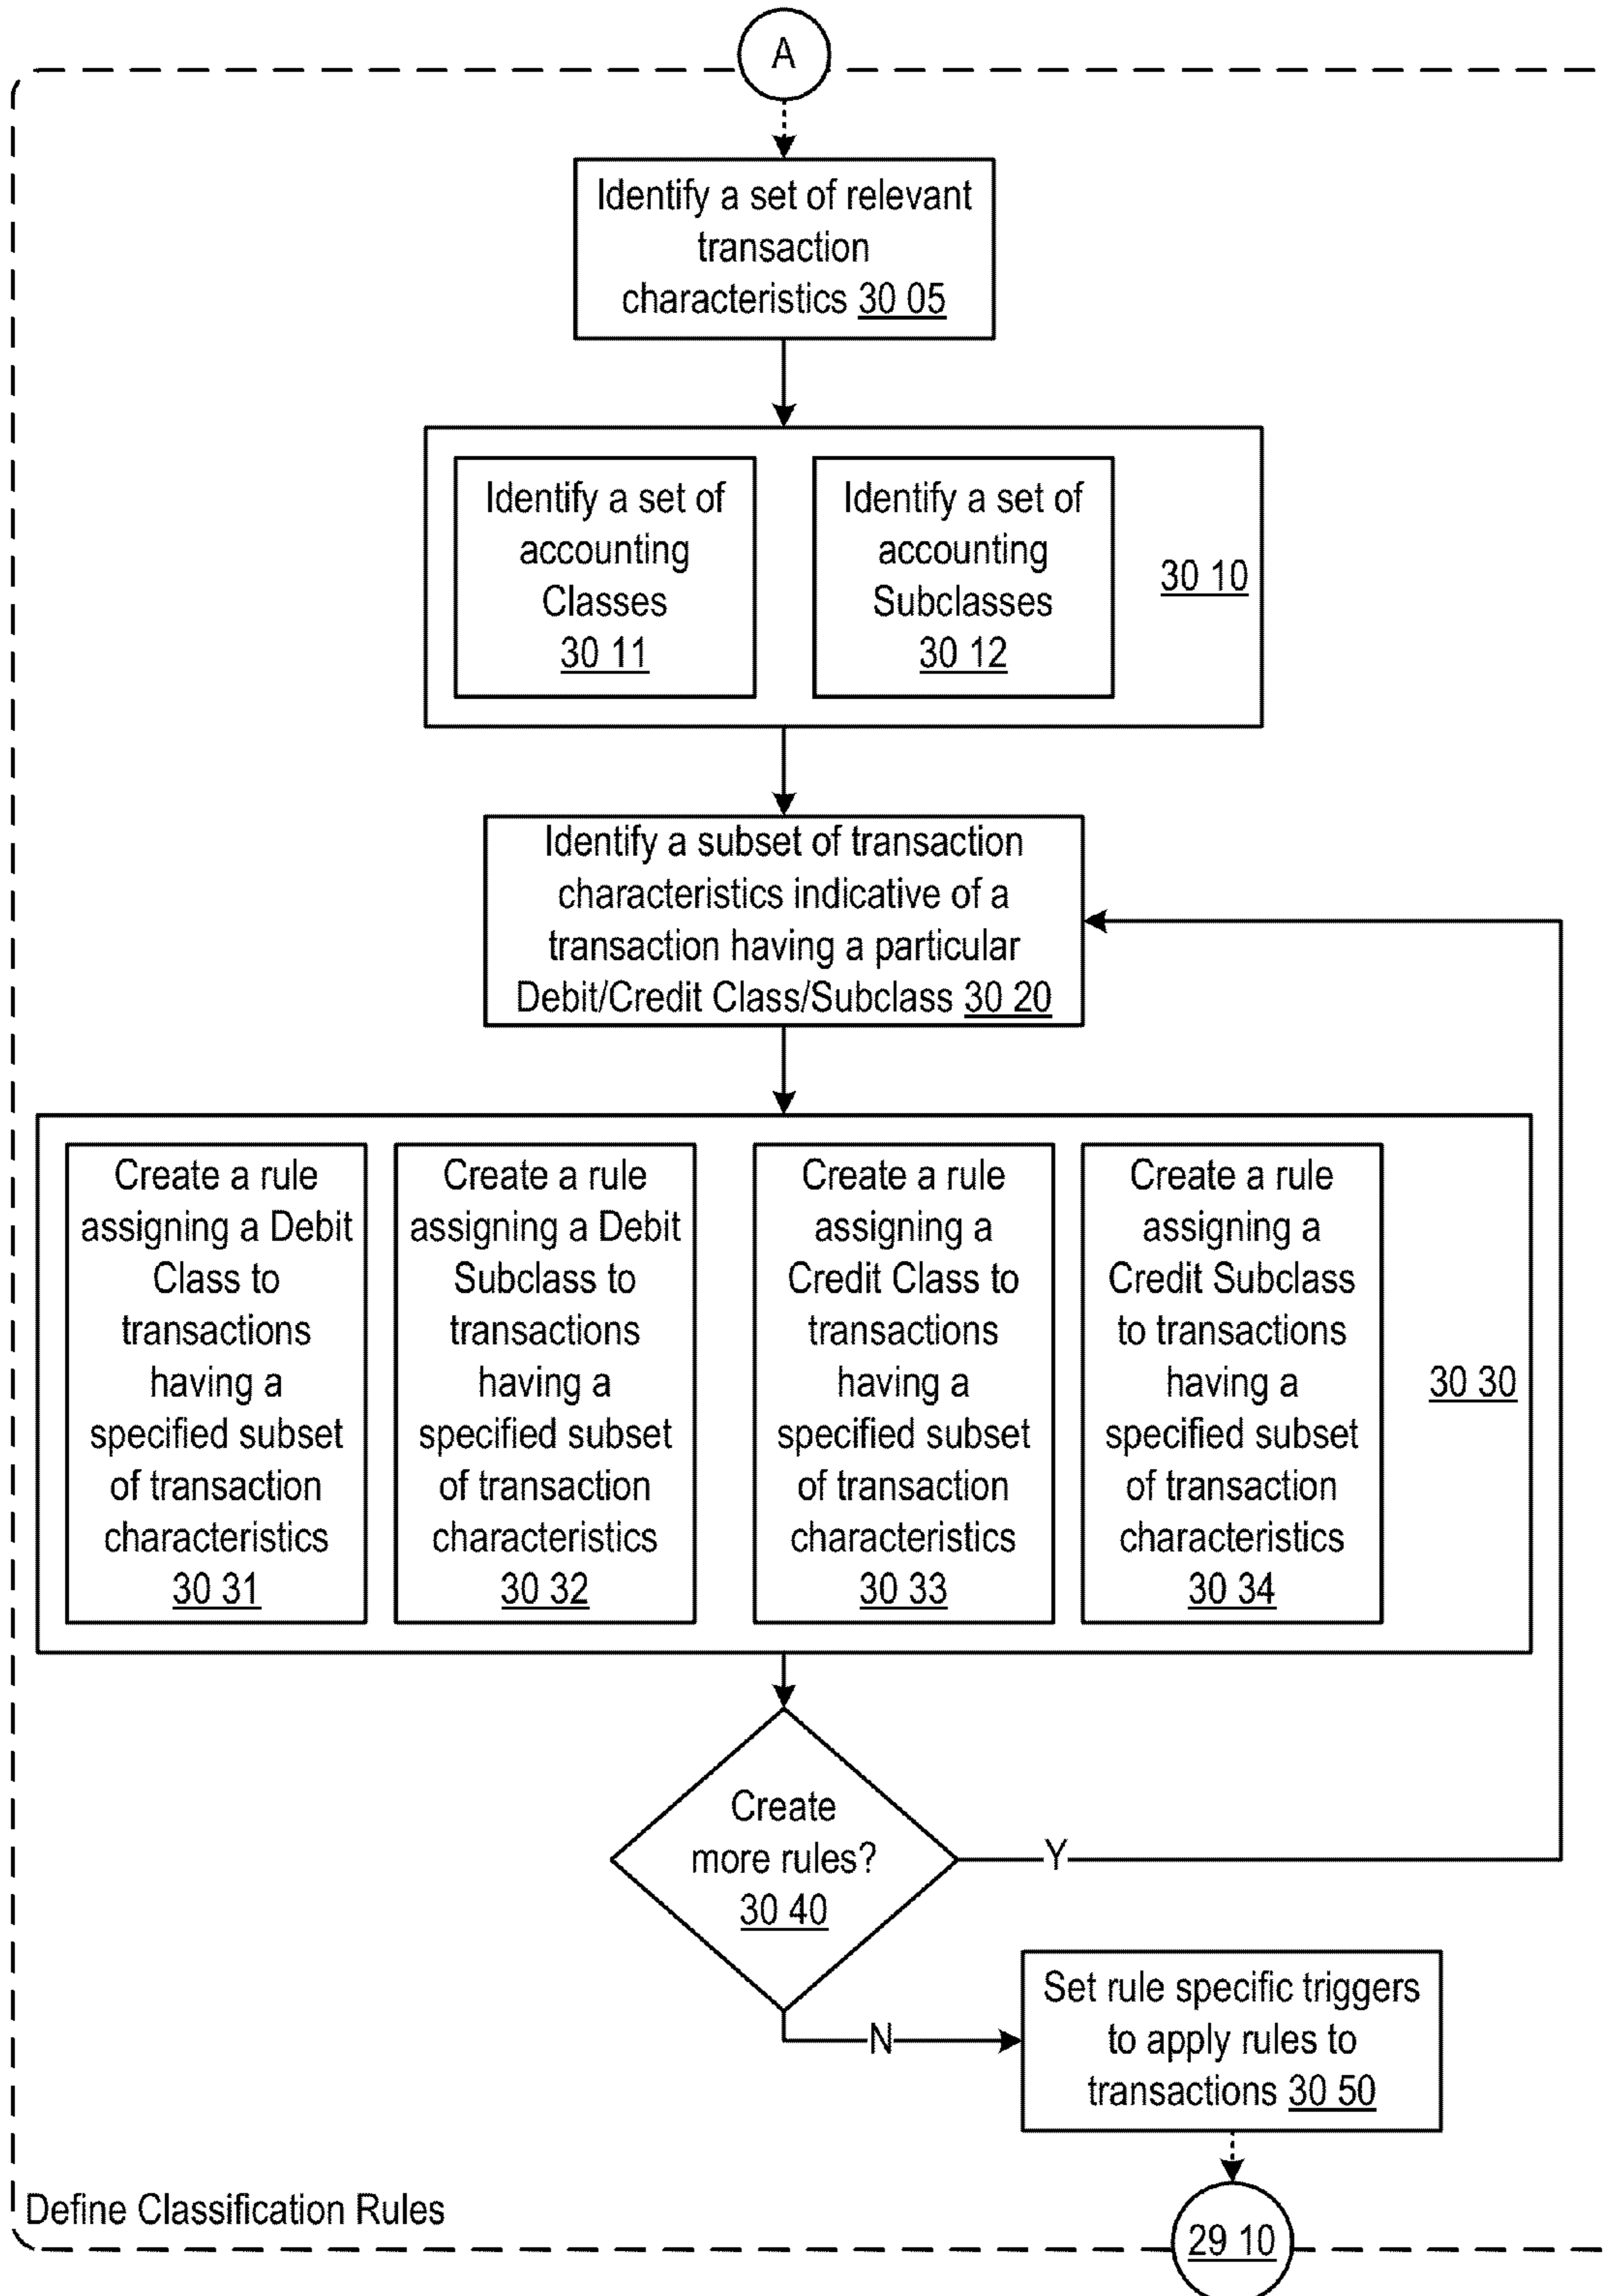 A
Identify a set of relevant
transaction
characteristics 30 05
Identify a set of
accounting
Classes
30 11
Identify a set of
accounting
Subclasses
30 12
30 10
Identify a subset of transaction
characteristics indicative of a
transaction having a particular
Debit/Credit Class/Subclass 30 20
Create a rule
assigning a Debit
Class to
transactions
having a
specified subset
of transaction
characteristics
30 31
Create a rule
assigning a Debit
Subclass to
transactions
having a
specified subset
of transaction
characteristics
30 32
Create a rule
assigning a
Credit Class to
transactions
having a
specified subset
of transaction
characteristics
30 33
Create a rule
assigning a
Credit Subclass
to transactions
having a
specified subset
of transaction
characteristics
30 34
30 30
Create
more rules?
30 40
Y
N
Set rule specific triggers
to apply rules to
transactions 30 50
Define Classification Rules
29 10